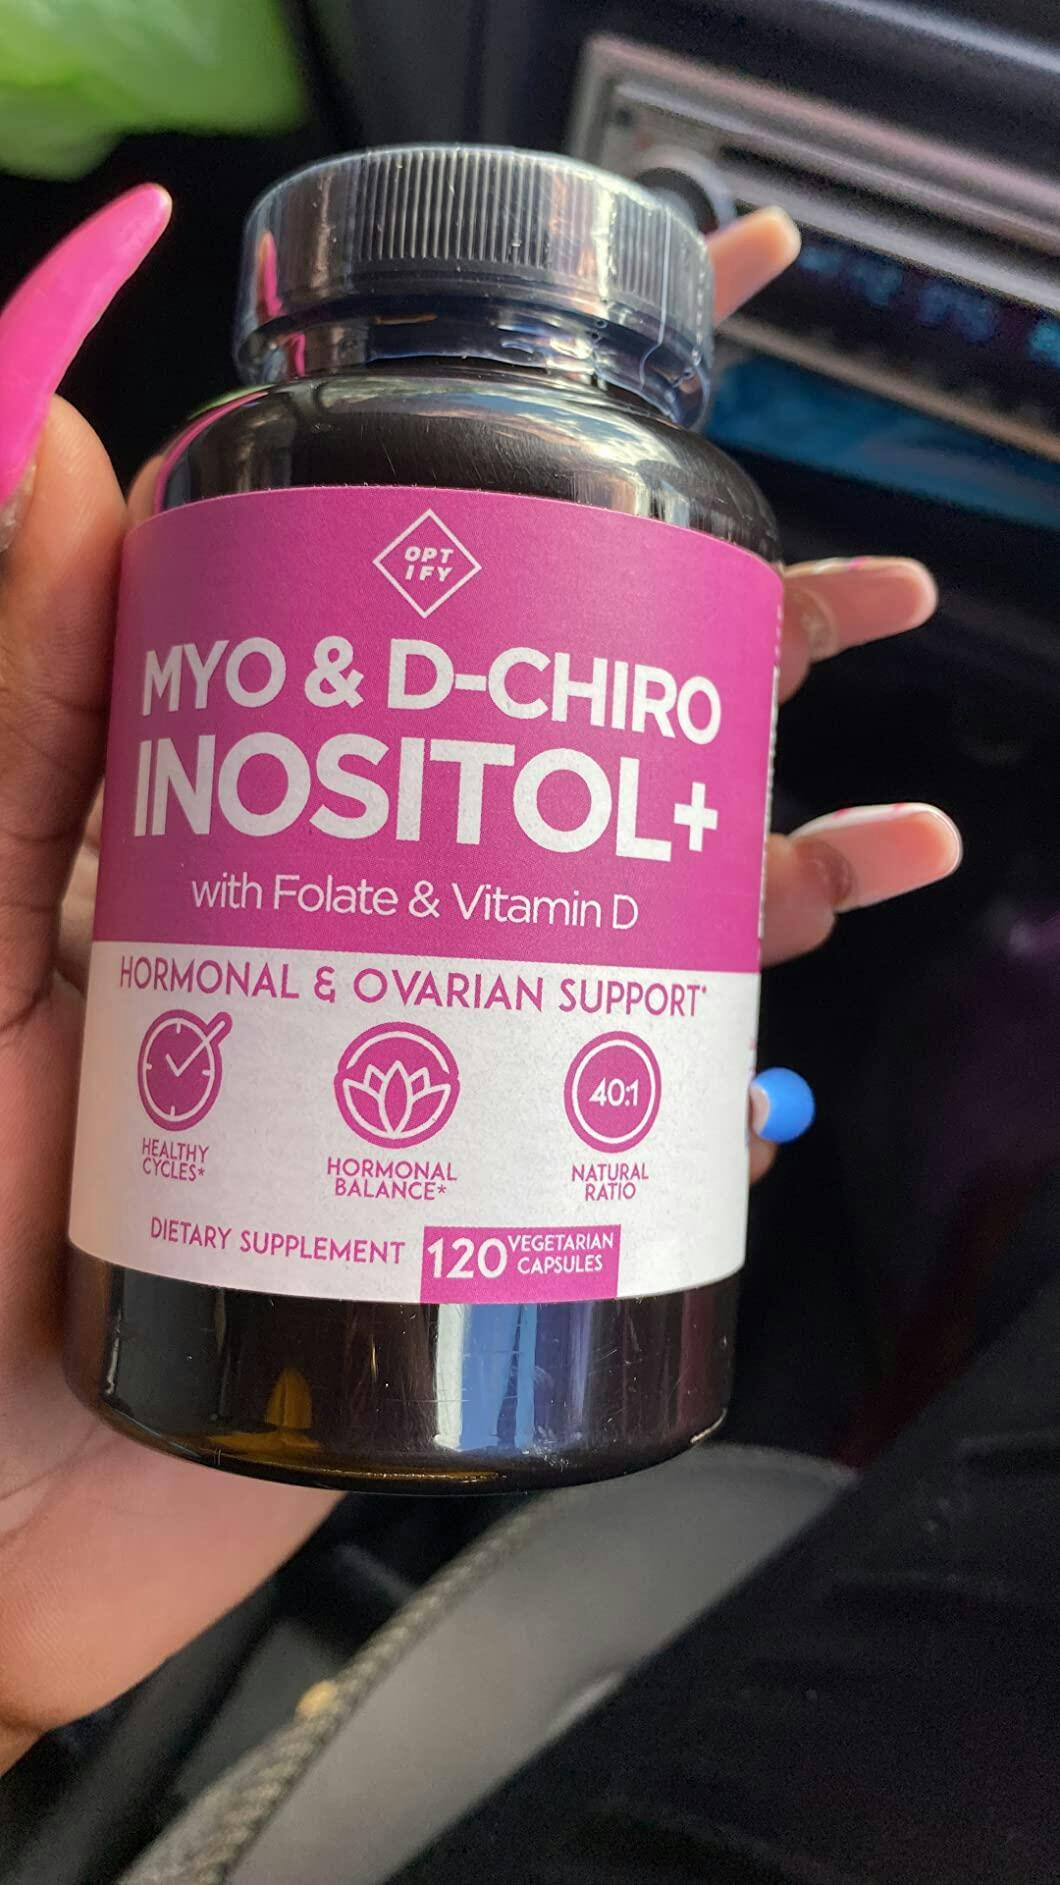 OPT
IFY
MYO & D-CHIRO
INOSITOL+
with Folate & Vitamin D
HORMONAL & OVARIAN SUPPORT*
HEALTHY
CYCLES*
HORMONAL
BALANCE*
40:1
NATURAL
RATIO
DIETARY SUPPLEMENT
120 VEGETARIAN
CAPSULES